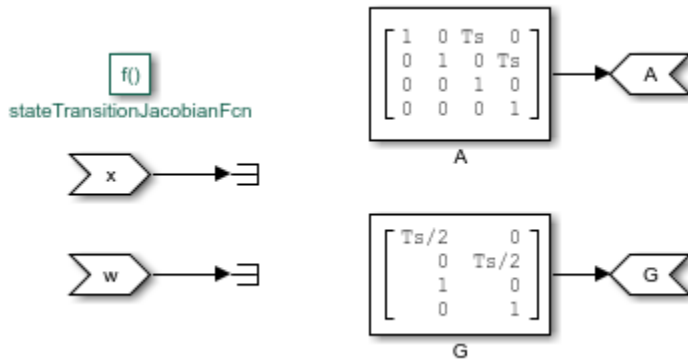 f()
stateTransitionJacobianFcn
x
w
1 0 Ts 0
0 1 0 Ts
0 0 1 0
0 0 0 1
A
A
Ts/2 0
0 Ts/2
1 0
0 1
G
G